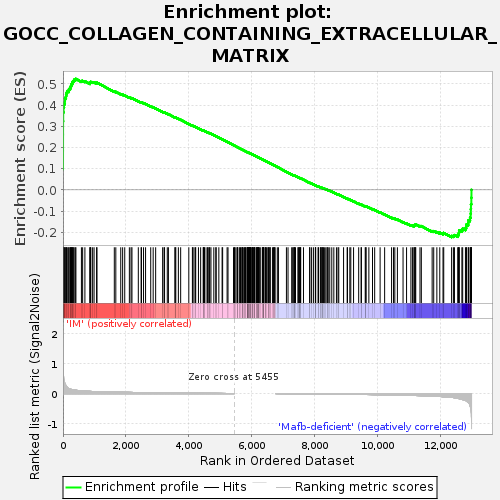 Enrichment plot:
GOCC_COLLAGEN_CONTAINING_EXTRACELLULAR_
MATRIX
Enrichment score (ES)
0.5
0.4
0.3
0.2
0.1
0.0
-0.1
-0.2
'IM' (positively correlated)
Ranked list metric (Signal2Noise)
2
1
0
-1
Zero cross at 5455
'Mafb-deficient' (negatively correlated)
0 2,000 4,000 6,000 8,000 10,000 12,000
Rank in Ordered Dataset
Enrichment profile Hits Ranking metric scores